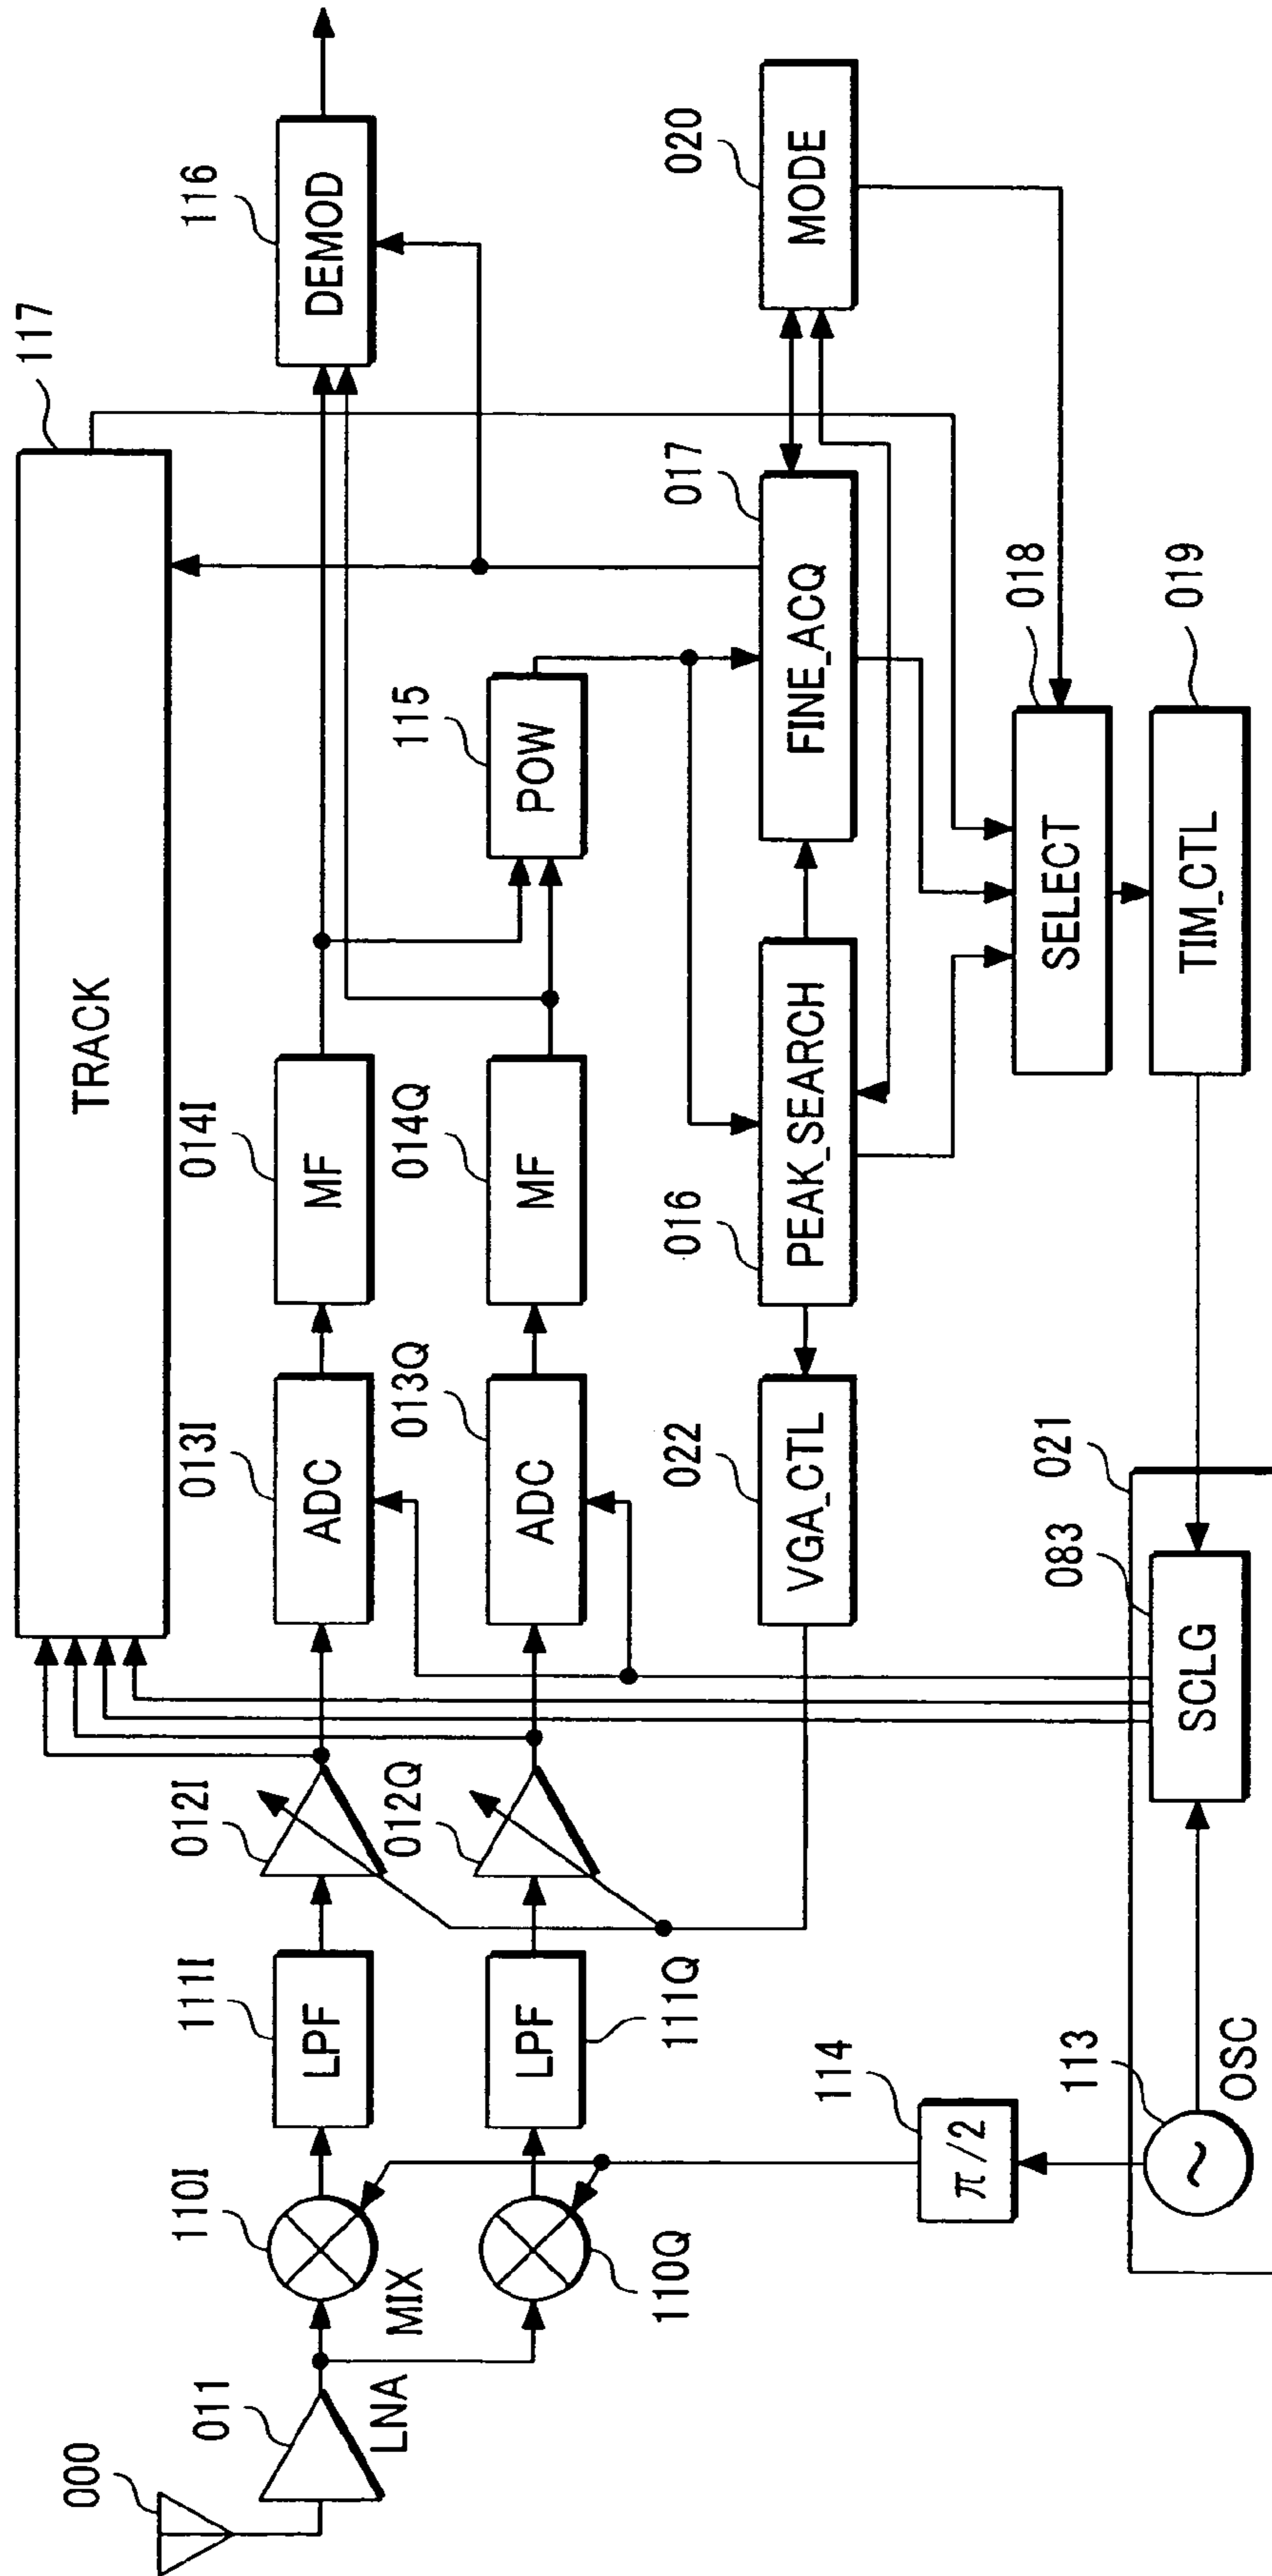 117
TRACK
116
DEMOD
000
011
LNA
MIX
110I
111I
LPF
012I
013I
ADC
014I
MF
115
POW
110Q
111Q
LPF
012Q
013Q
ADC
014Q
MF
022
VGA_CTL
016
PEAK_SEARCH
017
FINE_ACQ
020
MODE
114
π/2
018
SELECT
113
OSC
021
083
SCLG
019
TIM_CTL